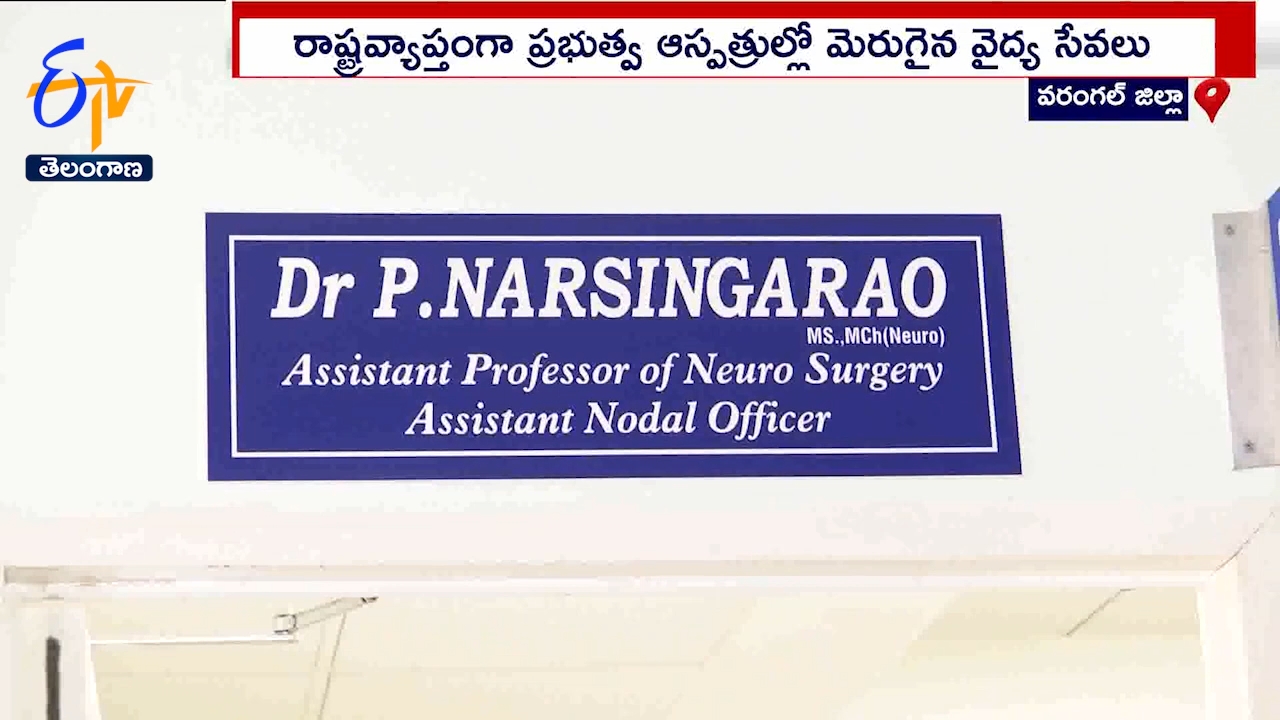 రాష్ట్రవ్యాప్తంగా ప్రభుత్వ ఆస్పత్రుల్లో మెరుగైన వైద్య సేవలు
వరంగల్ జిల్లా
ETV
తెలంగాణ
Dr P.NARSINGARAO
MS.,MCh(Neuro)
Assistant Professor of Neuro Surgery
Assistant Nodal Officer